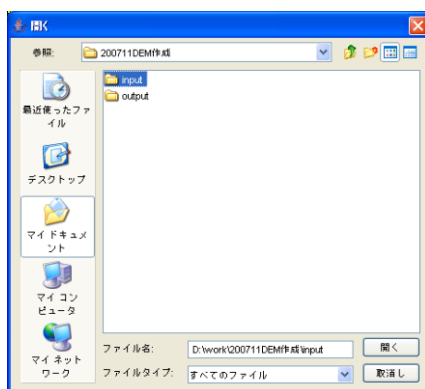 開く
参照:
200711DEM作成
input
output
最近使ったファ
イル
デスクトップ
マイ ドキュメ
ント
マイ コン
ピュータ
マイ ネット
ワーク
ファイル名:
D:\work\200711DEM作成\input
開く
ファイルタイプ:
すべてのファイル
取消し